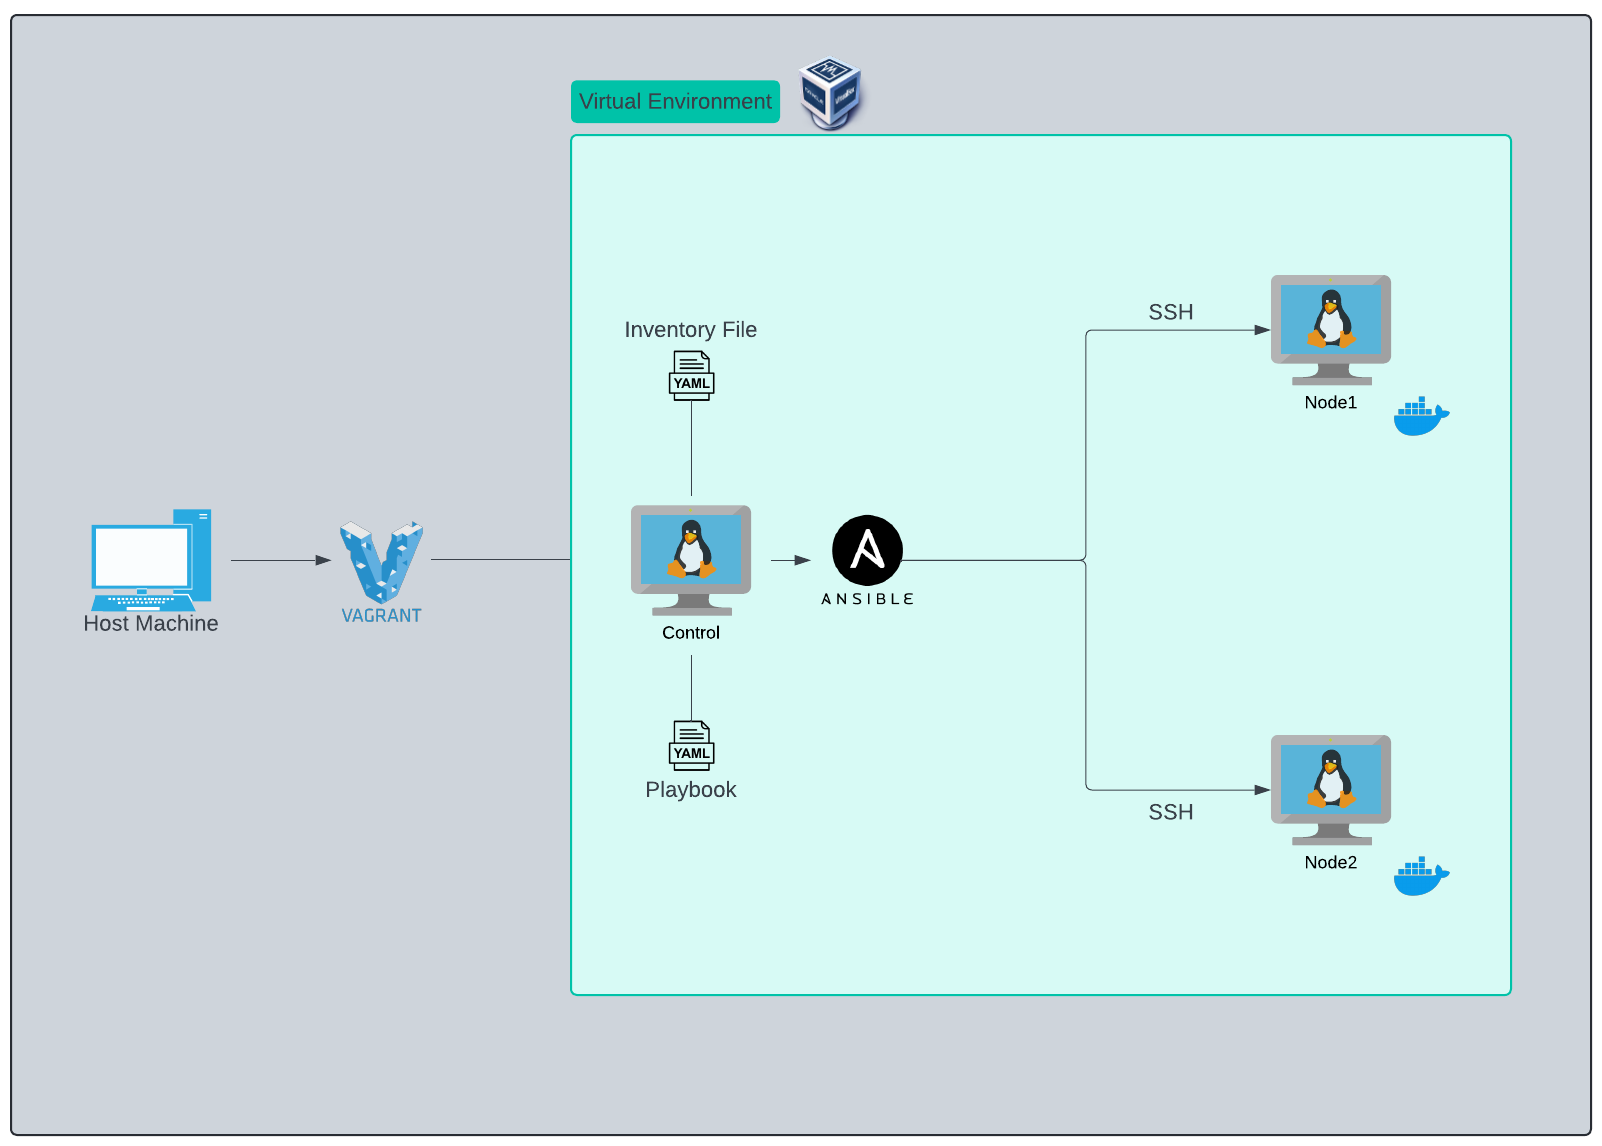 Virtual Environment
Inventory File
YAML
SSH
Node1
Host Machine
VAGRANT
Control
ANSIBLE
YAML
Playbook
SSH
Node2